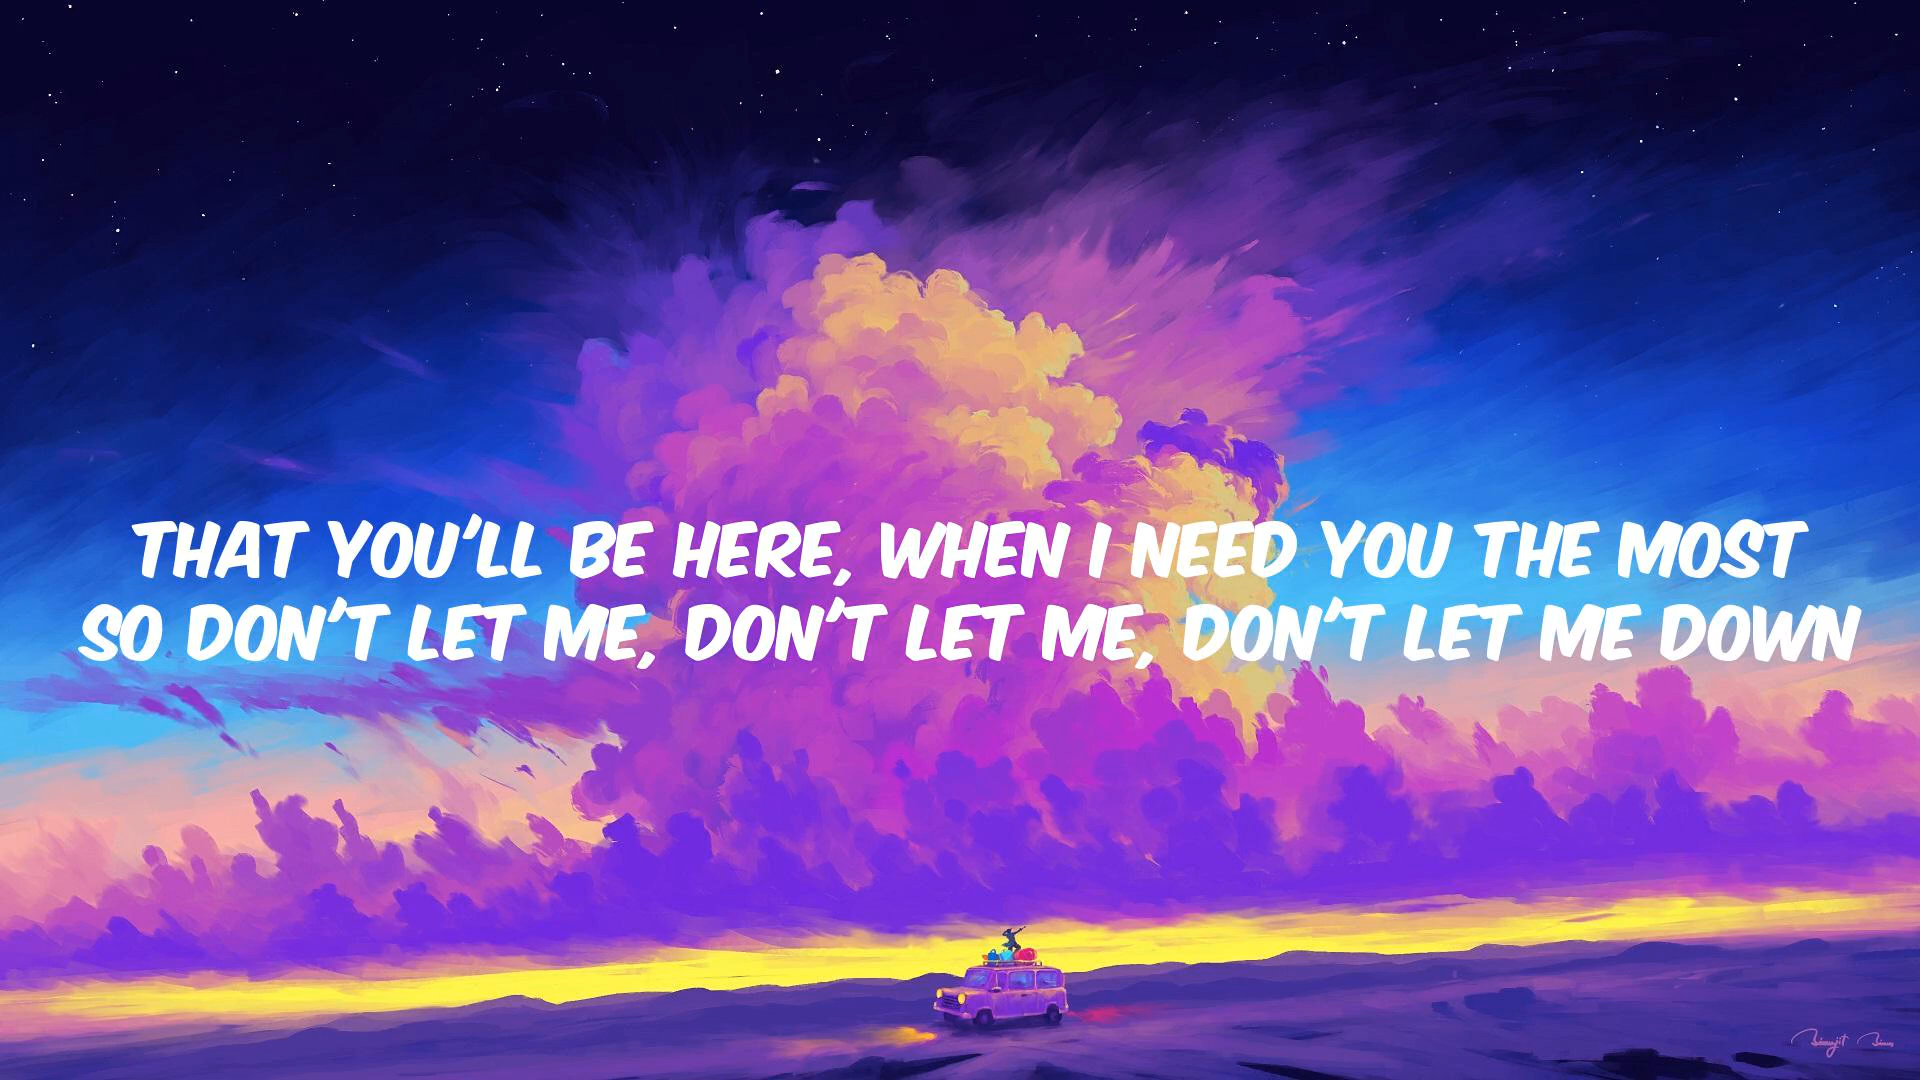 THAT YOU'LL BE HERE, WHEN I NEED YOU THE MOST
SO DON'T LET ME, DON'T LET ME, DON'T LET ME DOWN